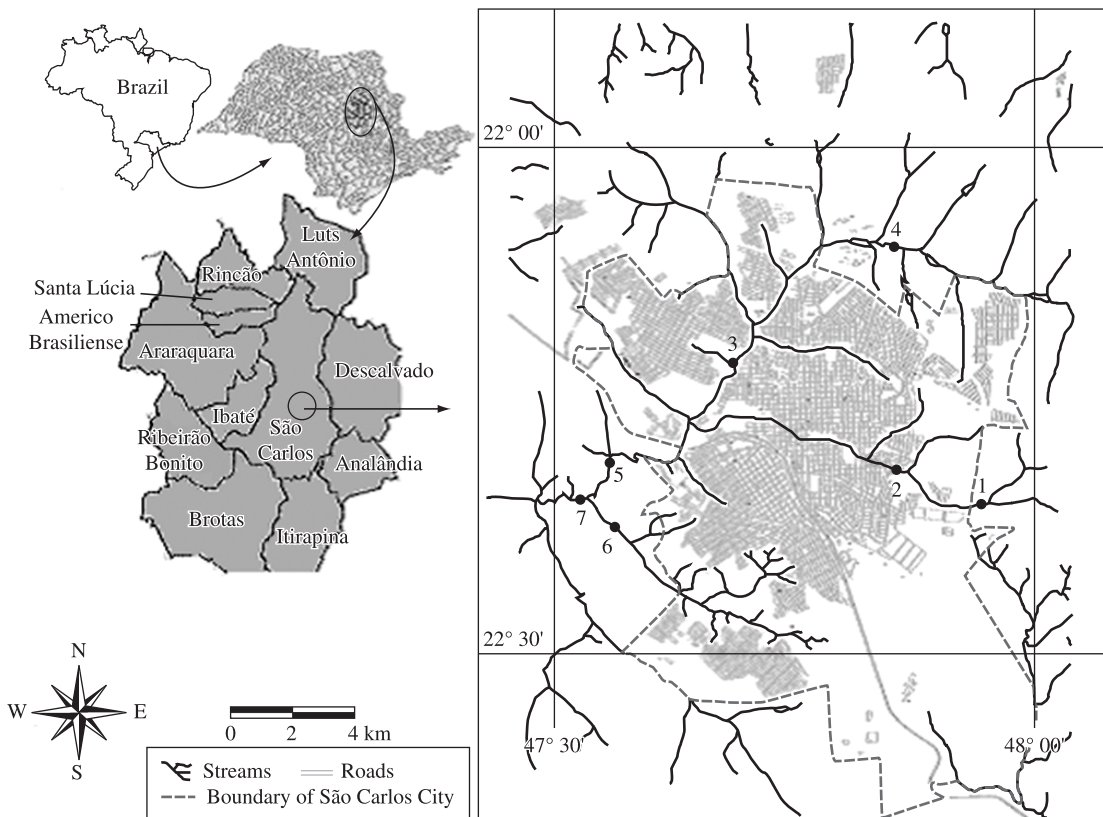 Brazil
Luts
Antônio
Rincão
Santa Lúcia
Americo
Brasiliense
Araraquara
Descalvado
Ibaté
São
Carlos
Ribeirão
Bonito
Analândia
Brotas
Itirapina
N
W
E
S
0 2 4 km
Streams
Roads
Boundary of São Carlos City
22° 00'
4
3
5
2
1
7
6
22° 30'
47° 30'
48° 00'